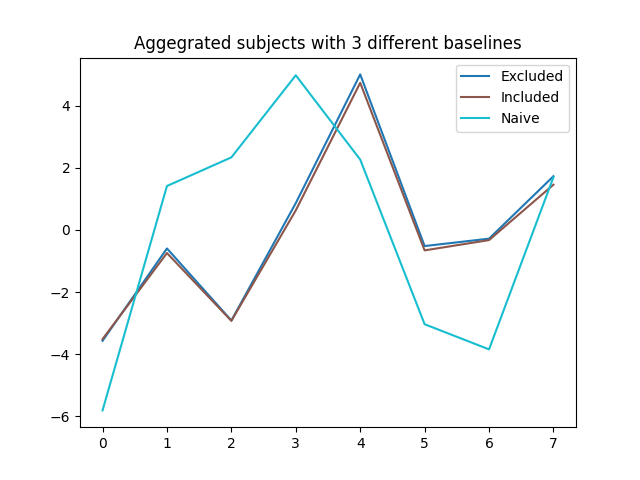 Aggegrated subjects with 3 different baselines
Excluded
Included
Naive
4
2
0
−2
−4
−6
0 1 2 3 4 5 6 7